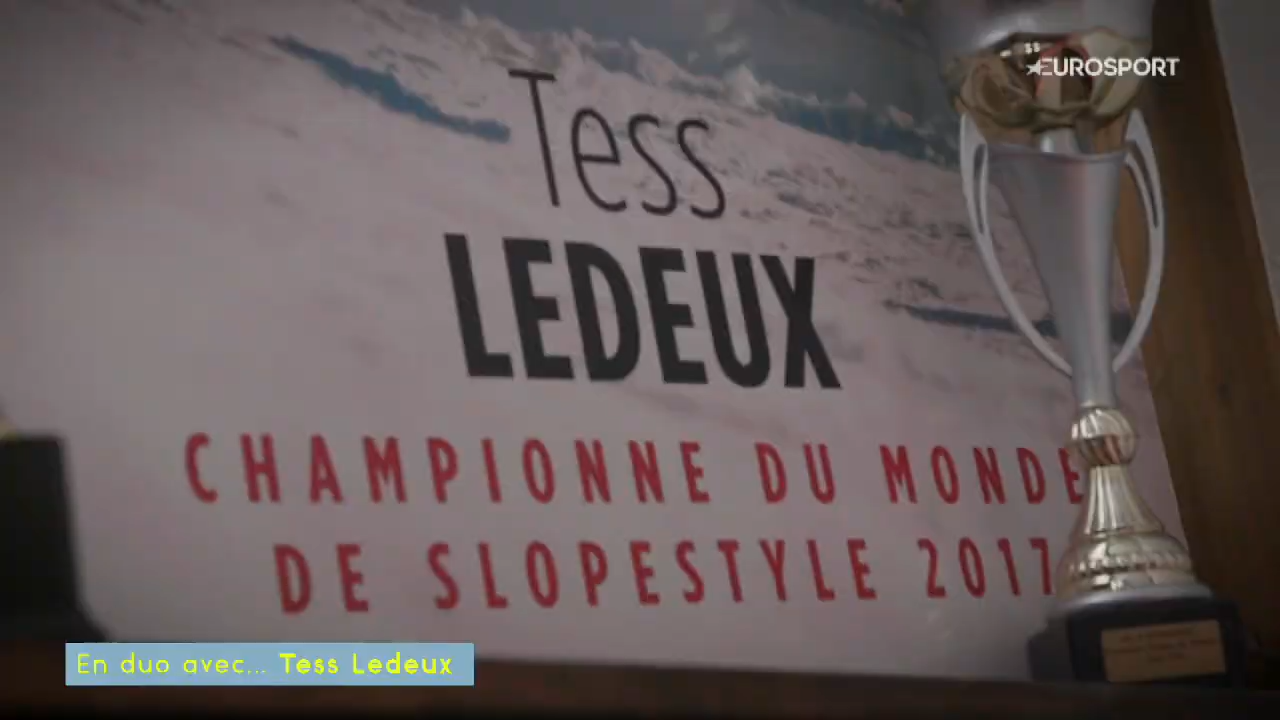 EUROSPORT
Tess
LEDEUX
CHAMPIONNE DU MONDE
DE SLOPESTYLE 2017
En duo avec... Tess Ledeux